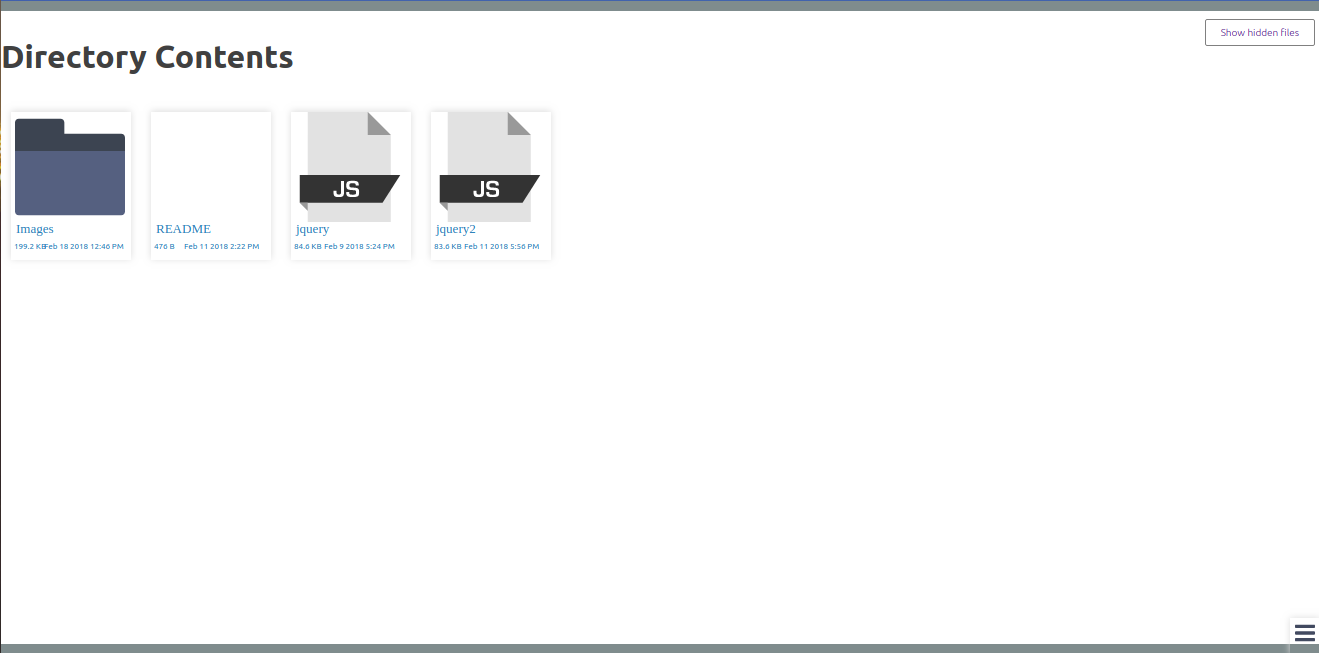 Show hidden files
Directory Contents
JS
JS
Images
README
jquery
jquery2
199.2 KB Feb 18 2018 12:46 PM
476 B Feb 11 2018 2:22 PM
84.6 KB Feb 9 2018 5:24 PM
83.6 KB Feb 11 2018 5:56 PM